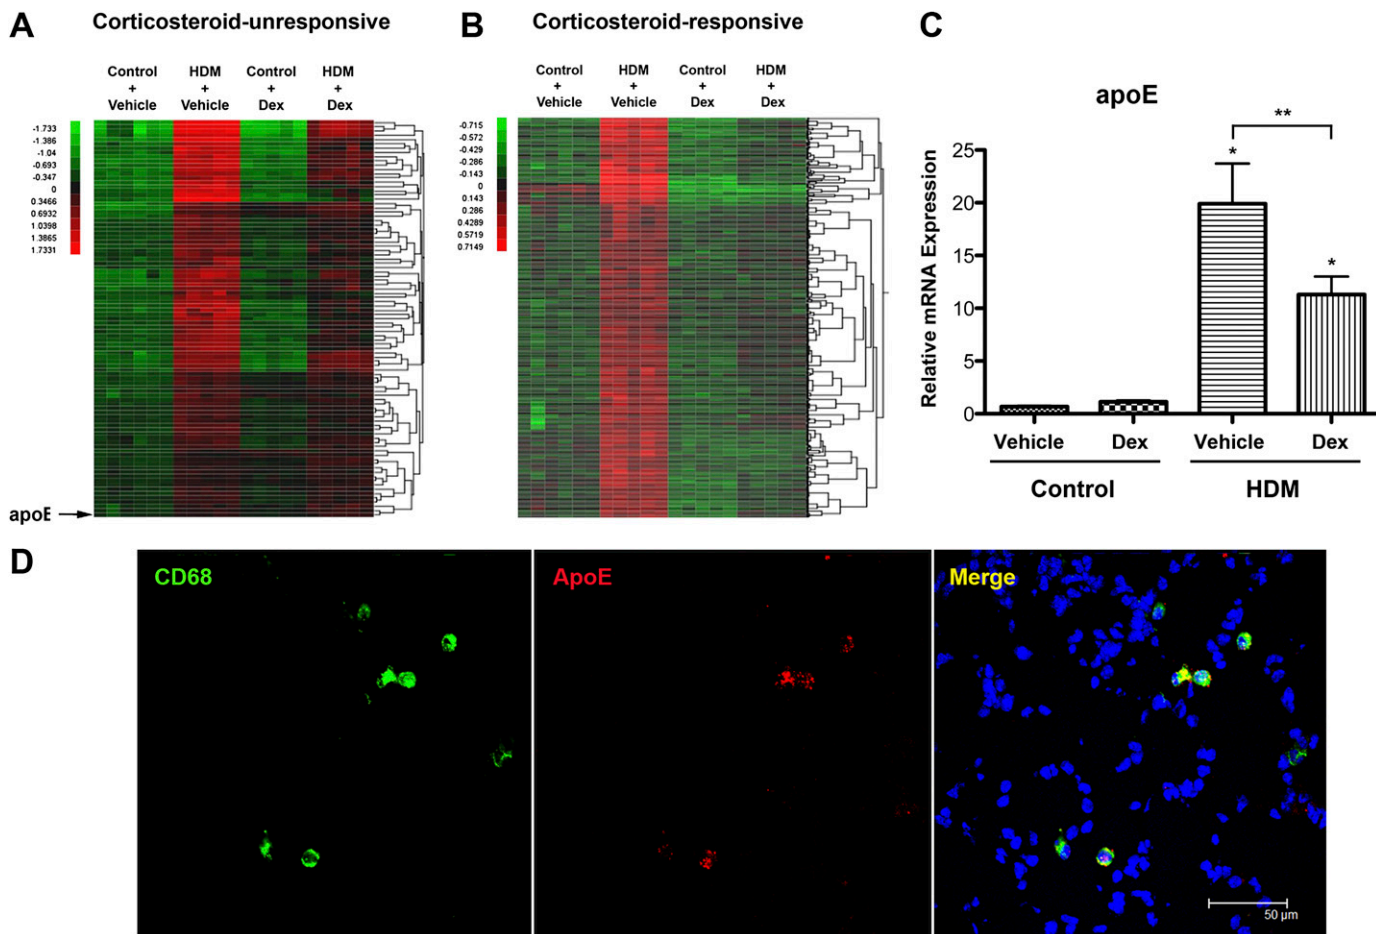 A
Corticosteroid-unresponsive
Control
+
Vehicle
HDM
+
Vehicle
Control
+
Dex
HDM
+
Dex
-1.733
-1.386
-1.04
-0.693
-0.347
0
0.3466
0.6932
1.0398
1.3865
1.7331
apoE
B
Corticosteroid-responsive
Control
+
Vehicle
HDM
+
Vehicle
Control
+
Dex
HDM
+
Dex
-0.715
-0.572
-0.429
-0.286
-0.143
0
0.143
0.286
0.4289
0.5719
0.7149
C
apoE
**
*
*
Relative mRNA Expression
25
20
15
10
5
0
Vehicle
Dex
Vehicle
Dex
Control
HDM
D
CD68
ApoE
Merge
50 µm